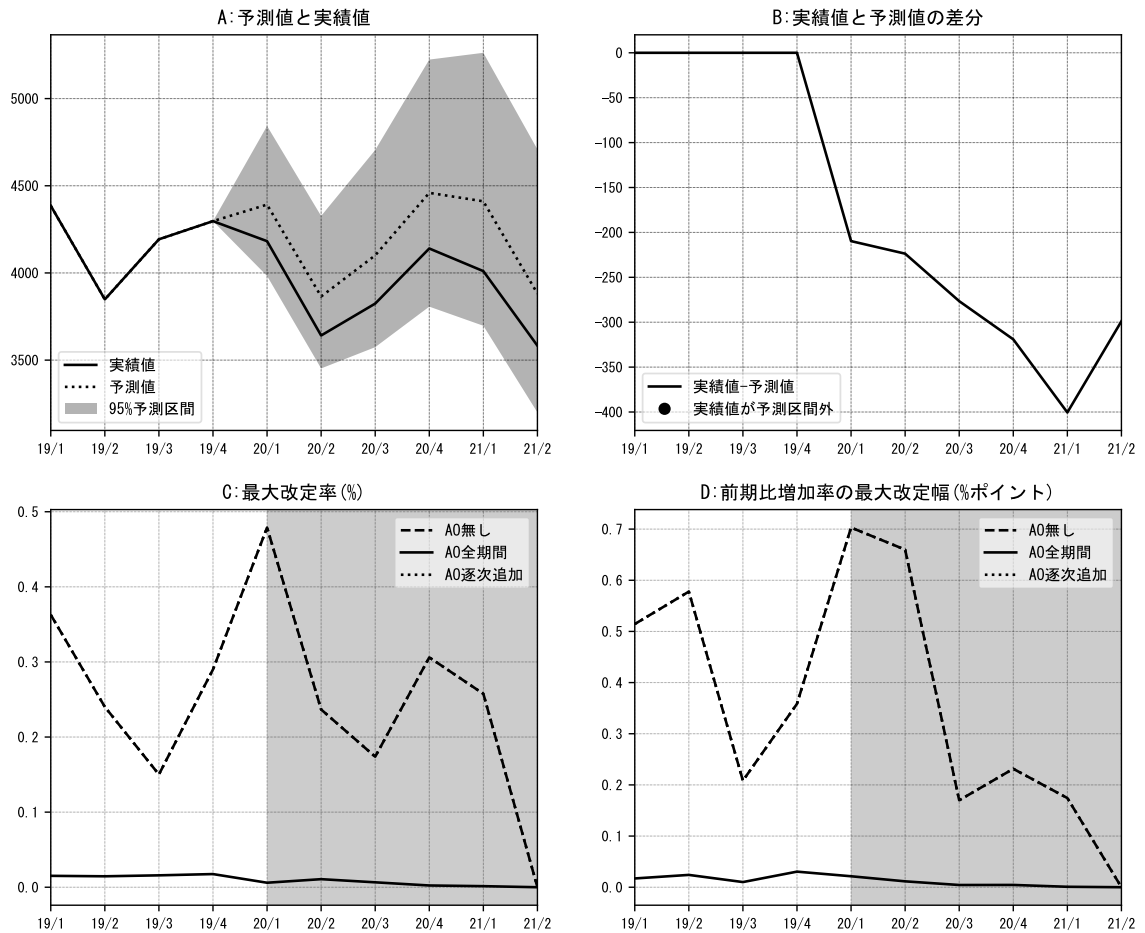 A:予測値と実績値
5000
4500
4000
3500
実績値
予測値
95%予測区間
19/1 19/2 19/3 19/4 20/1 20/2 20/3 20/4 21/1 21/2
B:実績値と予測値の差分
0
−50
−100
−150
−200
−250
−300
−350
−400
実績値-予測値
実績値が予測区間外
19/1 19/2 19/3 19/4 20/1 20/2 20/3 20/4 21/1 21/2
C:最大改定率(%)
0.5
0.4
0.3
0.2
0.1
0.0
AO無し
AO全期間
AO逐次追加
19/1 19/2 19/3 19/4 20/1 20/2 20/3 20/4 21/1 21/2
D:前期比増加率の最大改定幅(%ポイント)
0.7
0.6
0.5
0.4
0.3
0.2
0.1
0.0
AO無し
AO全期間
AO逐次追加
19/1 19/2 19/3 19/4 20/1 20/2 20/3 20/4 21/1 21/2